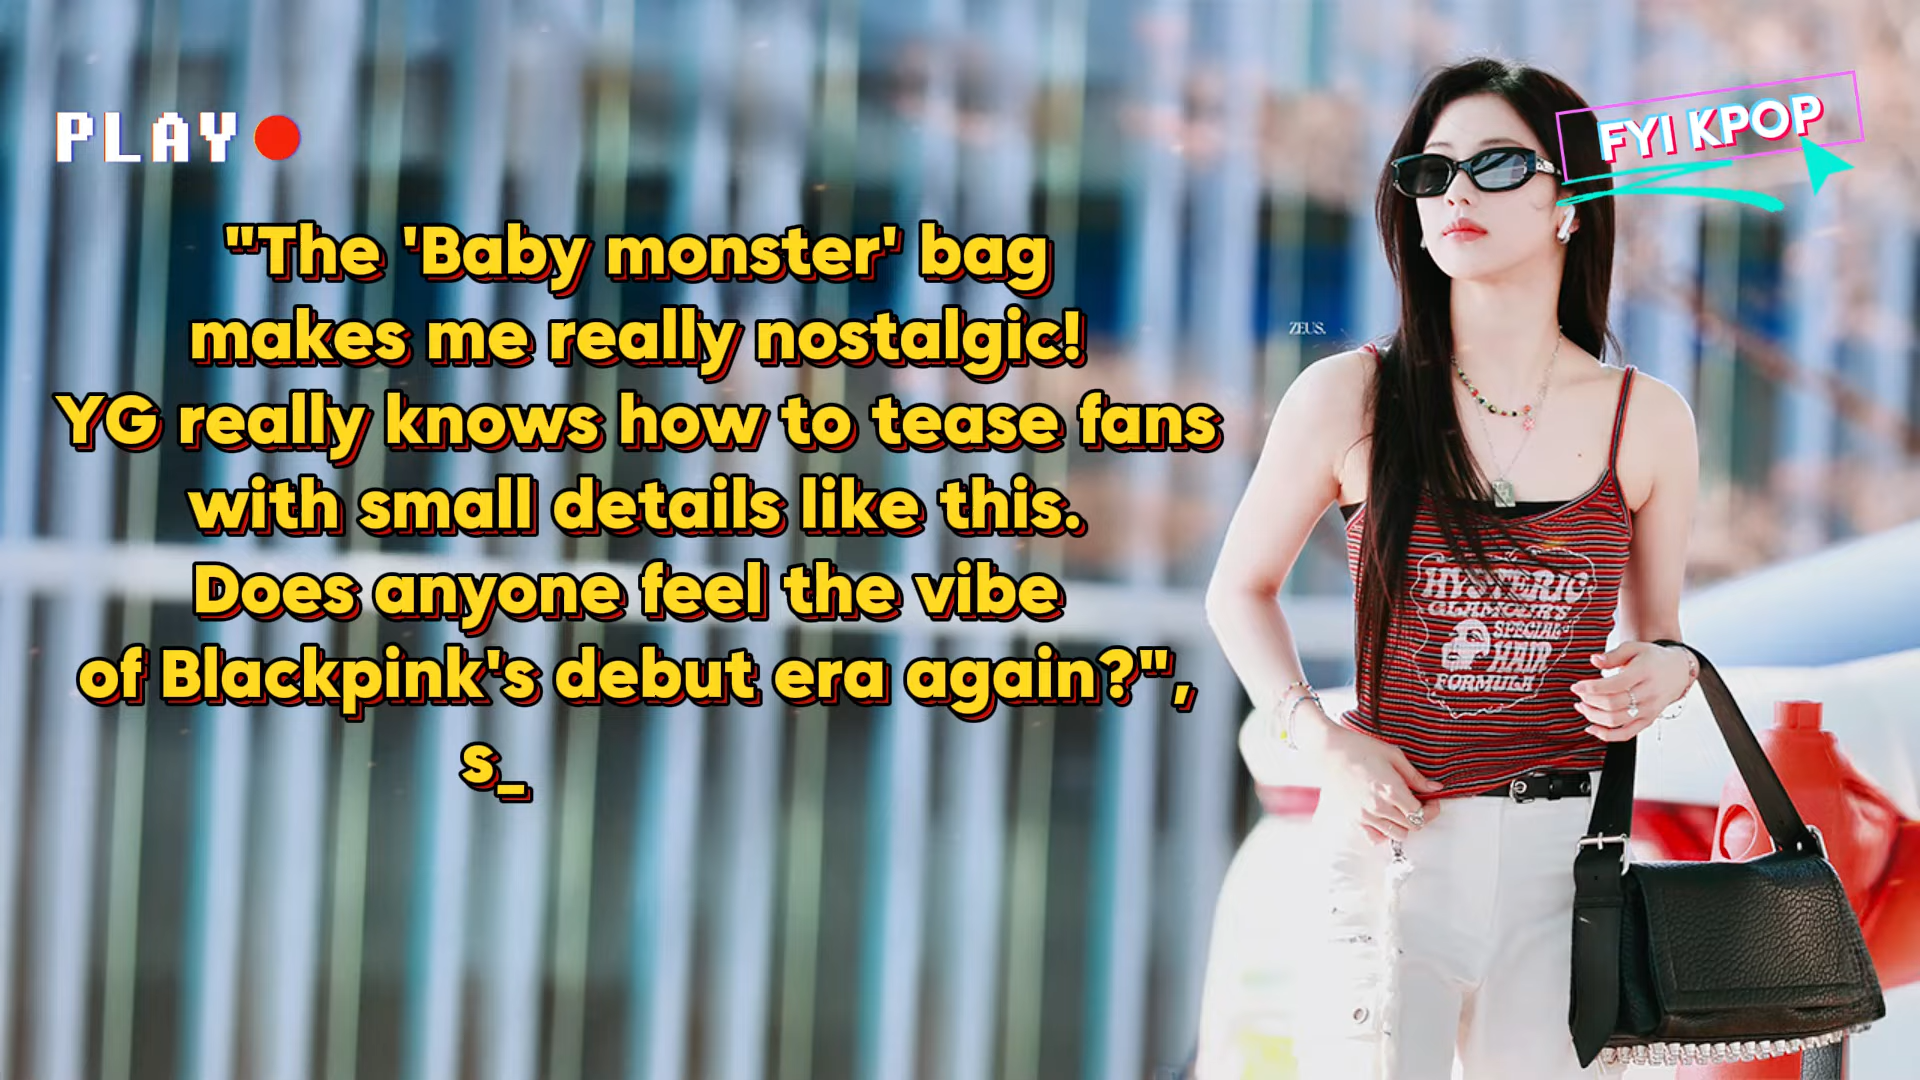 PLAY
FYI KPOP
"The 'Baby monster' bag
makes me really nostalgic!
YG really knows how to tease fans
with small details like this.
Does anyone feel the vibe
of Blackpink's debut era again?",
s_
ZEUS.
HYSTERIC
GLAMOUR'S
SPECIAL
HAIR
FORMULA